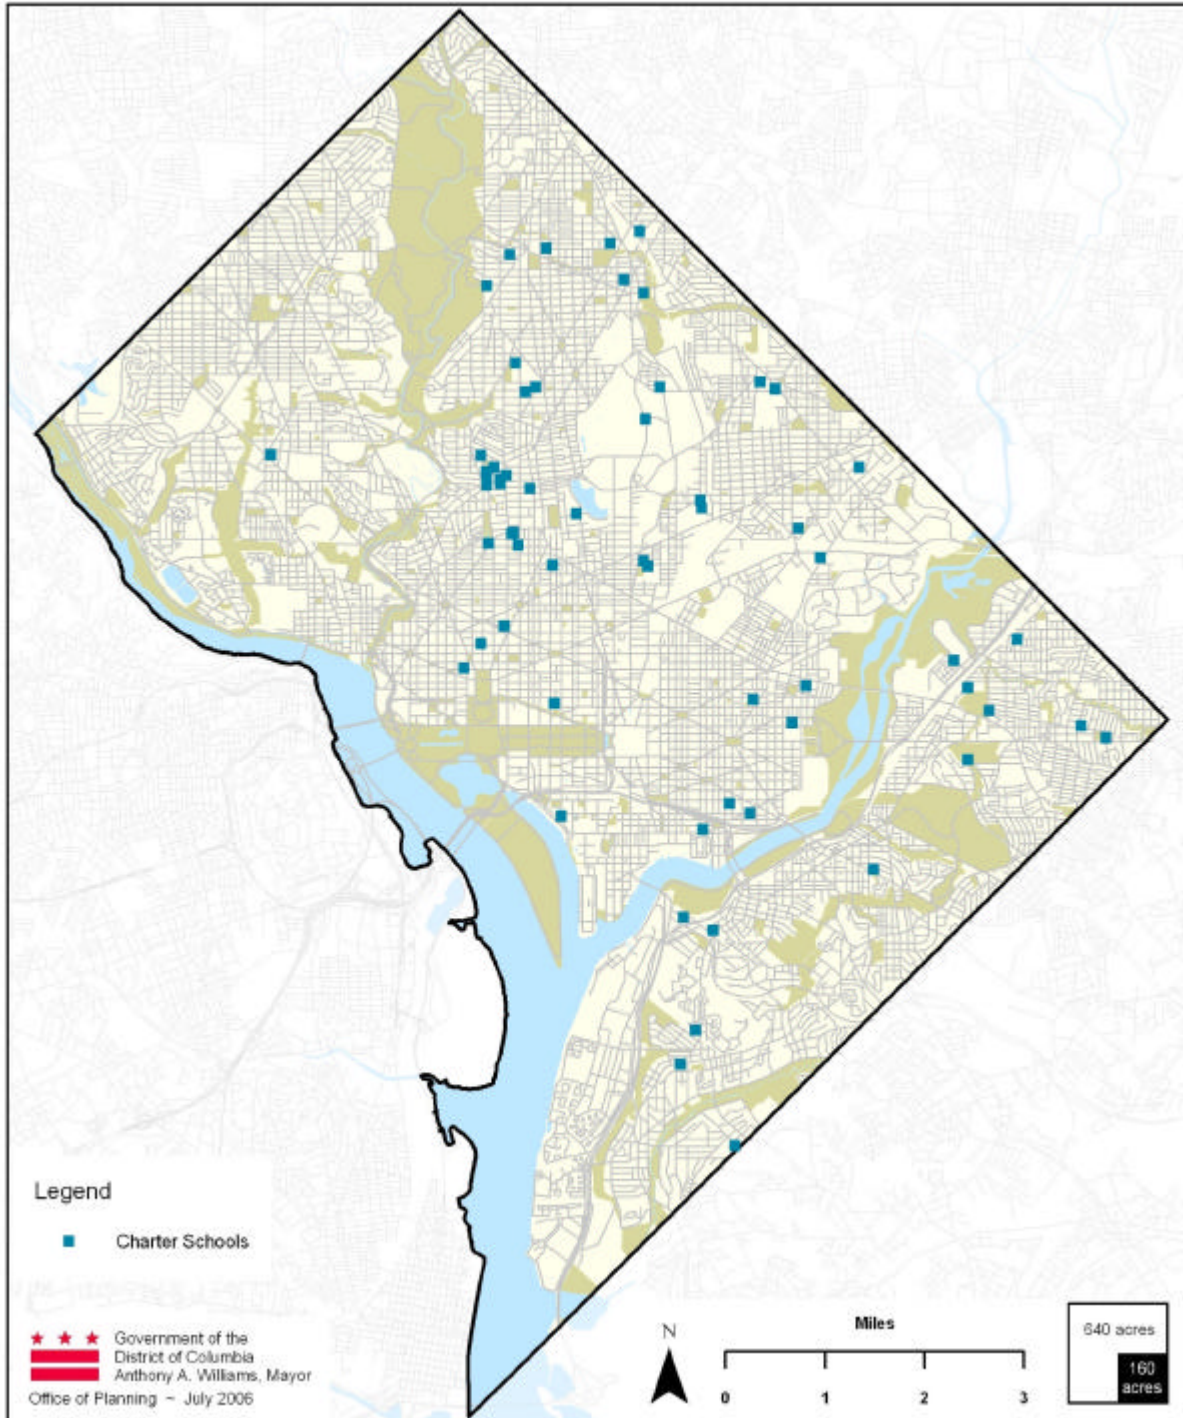 Legend
Charter Schools
Government of the
District of Columbia
Anthony A. Williams, Mayor
Office of Planning ~ July 2006
N
Miles
0 1 2 3
640 acres
160
acres